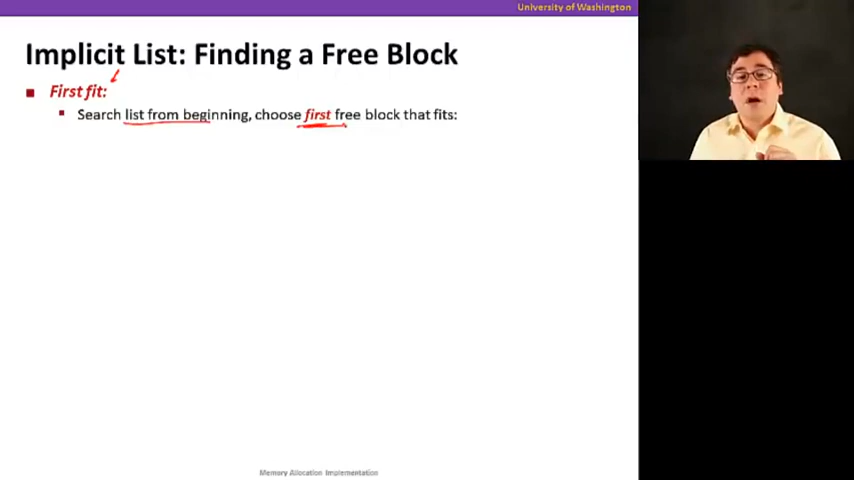 University of Washington
Implicit List: Finding a Free Block
First fit:
Search list from beginning, choose first free block that fits:
Memory Allocation Implementation